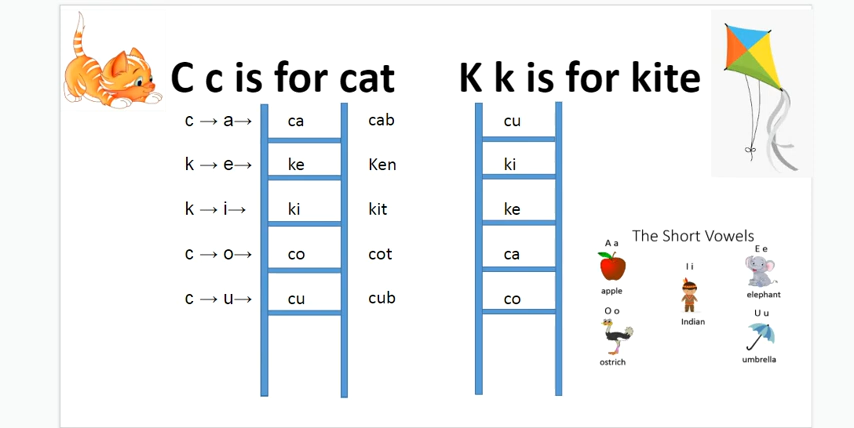 C c is for cat
c → a→ ca cab
k → e→ ke Ken
k → i→ ki kit
c → o→ co cot
c → u→ cu cub
K k is for kite
cu
ki
ke
ca
co
The Short Vowels
A a
apple
E e
elephant
I i
Indian
O o
ostrich
U u
umbrella